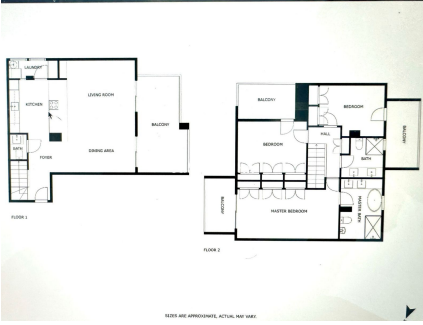 LAUNDRY
KITCHEN
LIVING ROOM
BALCONY
BATH
FOYER
DINING AREA
FLOOR 1
BALCONY
BEDROOM
HALL
BALCONY
BEDROOM
BATH
BALCONY
MASTER BEDROOM
MASTER BATH
FLOOR 2
SIZES ARE APPROXIMATE, ACTUAL MAY VARY.